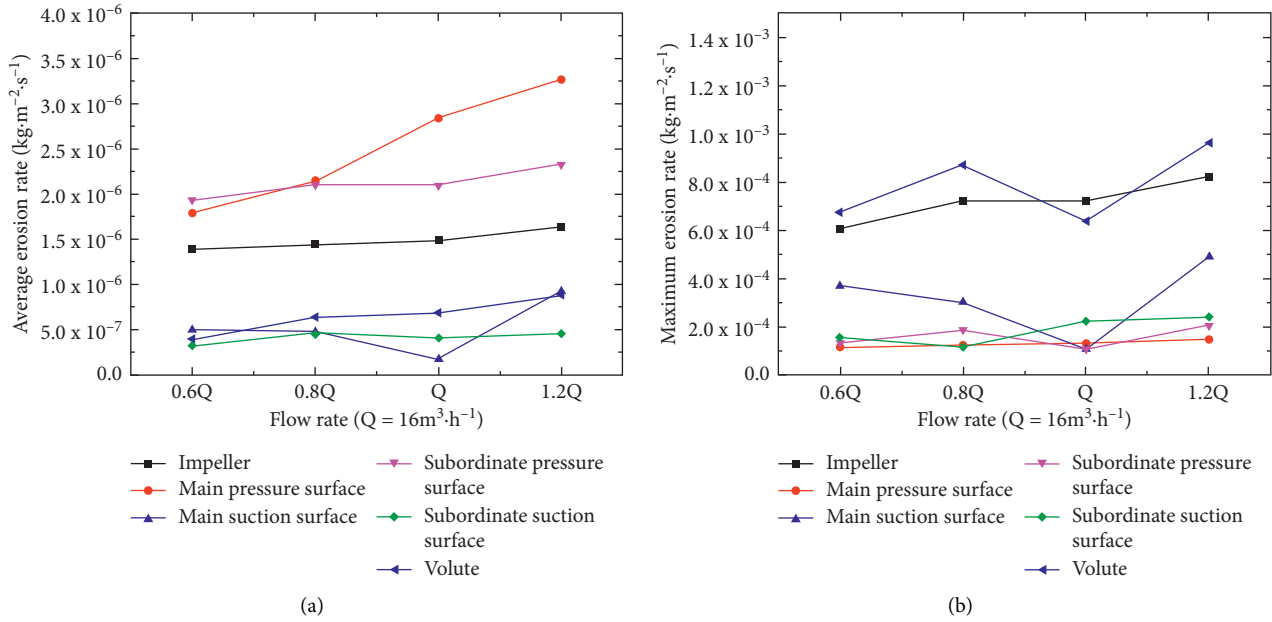 Average erosion rate (kg·m⁻²·s⁻¹)
4.0 x 10⁻⁶
3.5 x 10⁻⁶
3.0 x 10⁻⁶
2.5 x 10⁻⁶
2.0 x 10⁻⁶
1.5 x 10⁻⁶
1.0 x 10⁻⁶
5.0 x 10⁻⁷
0.0
0.6Q 0.8Q Q 1.2Q
Flow rate (Q = 16m³·h⁻¹)
Impeller
Main pressure surface
Main suction surface
Subordinate pressure
surface
Subordinate suction
surface
Volute
(a)
Maximum erosion rate (kg·m⁻²·s⁻¹)
1.4 x 10⁻³
1.2 x 10⁻³
1.0 x 10⁻³
8.0 x 10⁻⁴
6.0 x 10⁻⁴
4.0 x 10⁻⁴
2.0 x 10⁻⁴
0.0
0.6Q 0.8Q Q 1.2Q
Flow rate (Q = 16m³·h⁻¹)
Impeller
Main pressure surface
Main suction surface
Subordinate pressure
surface
Subordinate suction
surface
Volute
(b)